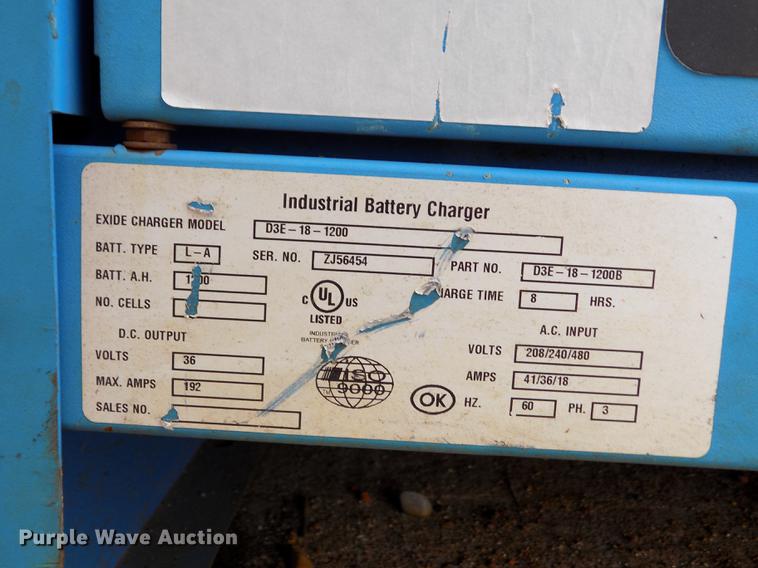 Industrial Battery Charger
EXIDE CHARGER MODEL D3E-18-1200
BATT. TYPE L-A SER. NO. ZJ56454 PART NO. D3E-18-1200B
BATT. A.H. HARGE TIME 8 HRS.
NO. CELLS C UL US
LISTED
D.C. OUTPUT A.C. INPUT
VOLTS 36 VOLTS 208/240/480
MAX. AMPS 192 ISO 9000 AMPS 41/36/18
SALES NO. OK HZ. 60 PH. 3
TM
Purple Wave Auction